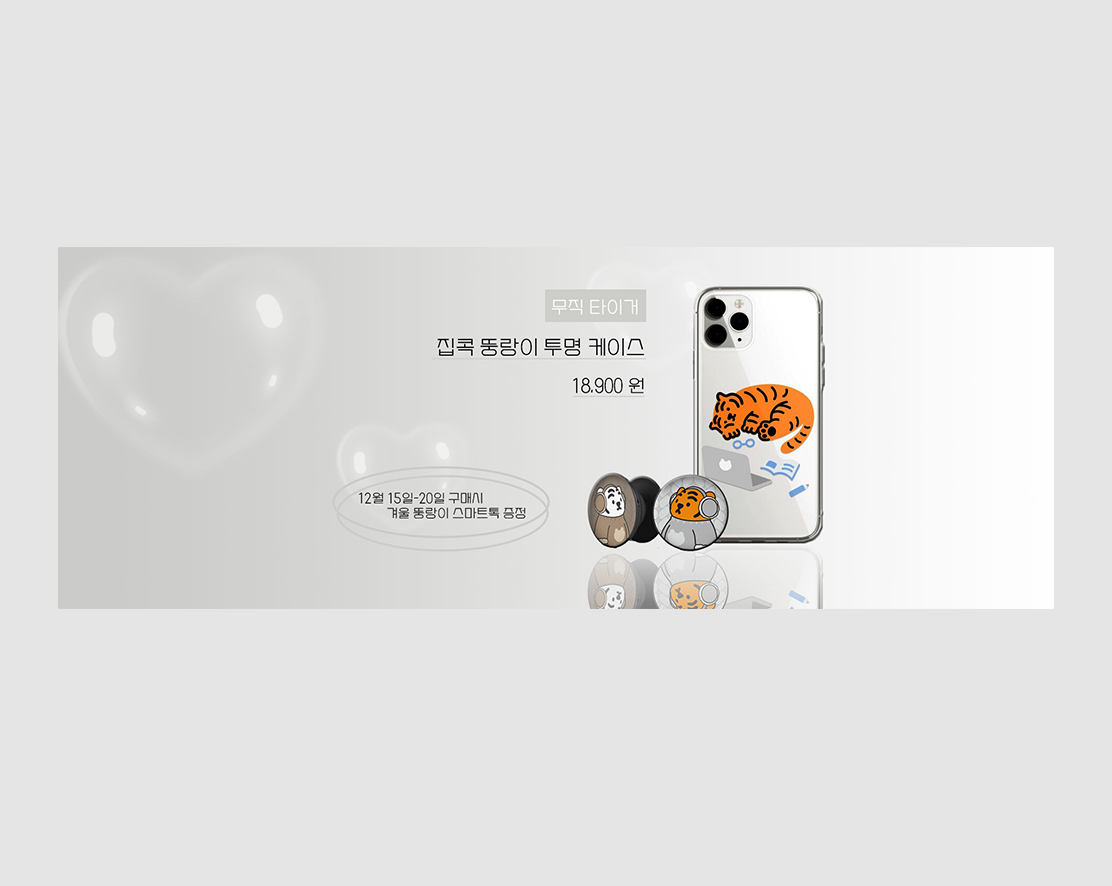 무직 타이거
집콕 뚱랑이 투명 케이스
18,900 원
12월 15일-20일 구매시
겨울 뚱랑이 스마트톡 증정